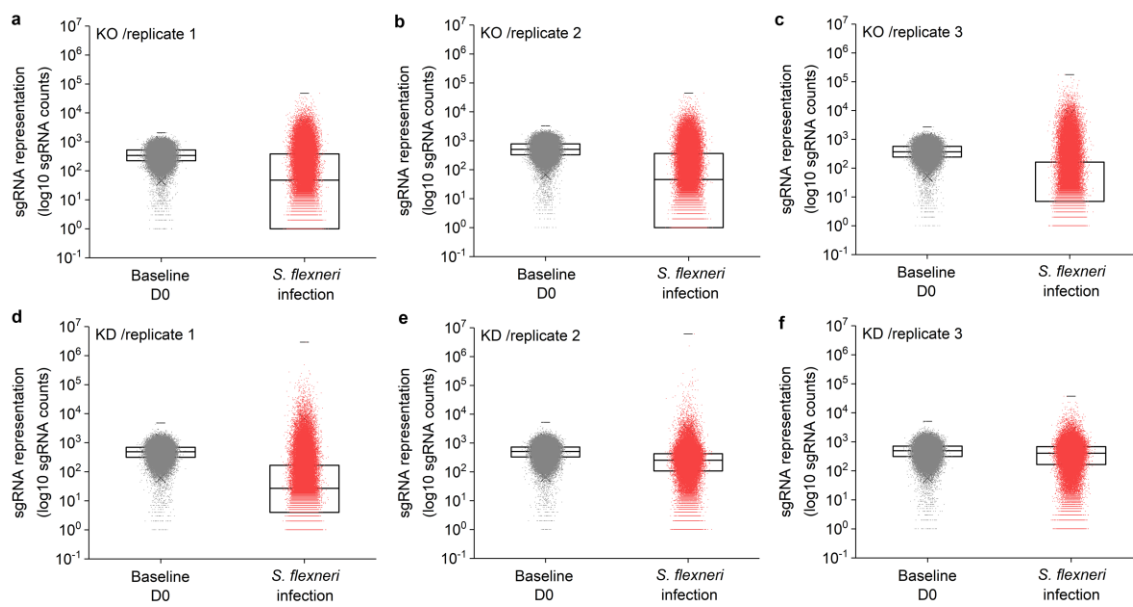 a
KO /replicate 1
sgRNA representation
(log10 sgRNA counts)
10^7
10^6
10^5
10^4
10^3
10^2
10^1
10^0
10^-1
Baseline
D0
S. flexneri
infection
b
KO /replicate 2
sgRNA representation
(log10 sgRNA counts)
10^7
10^6
10^5
10^4
10^3
10^2
10^1
10^0
10^-1
Baseline
D0
S. flexneri
infection
c
KO /replicate 3
sgRNA representation
(log10 sgRNA counts)
10^7
10^6
10^5
10^4
10^3
10^2
10^1
10^0
10^-1
Baseline
D0
S. flexneri
infection
d
KD /replicate 1
sgRNA representation
(log10 sgRNA counts)
10^7
10^6
10^5
10^4
10^3
10^2
10^1
10^0
10^-1
Baseline
D0
S. flexneri
infection
e
KD /replicate 2
sgRNA representation
(log10 sgRNA counts)
10^7
10^6
10^5
10^4
10^3
10^2
10^1
10^0
10^-1
Baseline
D0
S. flexneri
infection
f
KD /replicate 3
sgRNA representation
(log10 sgRNA counts)
10^7
10^6
10^5
10^4
10^3
10^2
10^1
10^0
10^-1
Baseline
D0
S. flexneri
infection